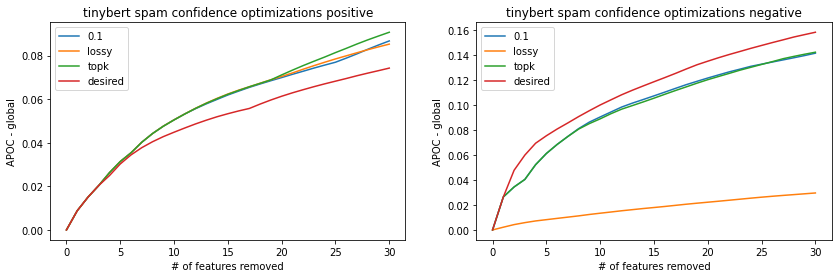 tinybert spam confidence optimizations positive
0.1
lossy
topk
desired
0.08
0.06
0.04
0.02
0.00
APOC - global
0
5
10
15
20
25
30
# of features removed
tinybert spam confidence optimizations negative
0.1
lossy
topk
desired
0.16
0.14
0.12
0.10
0.08
0.06
0.04
0.02
0.00
APOC - global
0
5
10
15
20
25
30
# of features removed